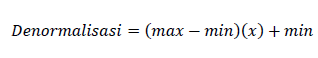 Denormalisasi = (max − min)(x) + min